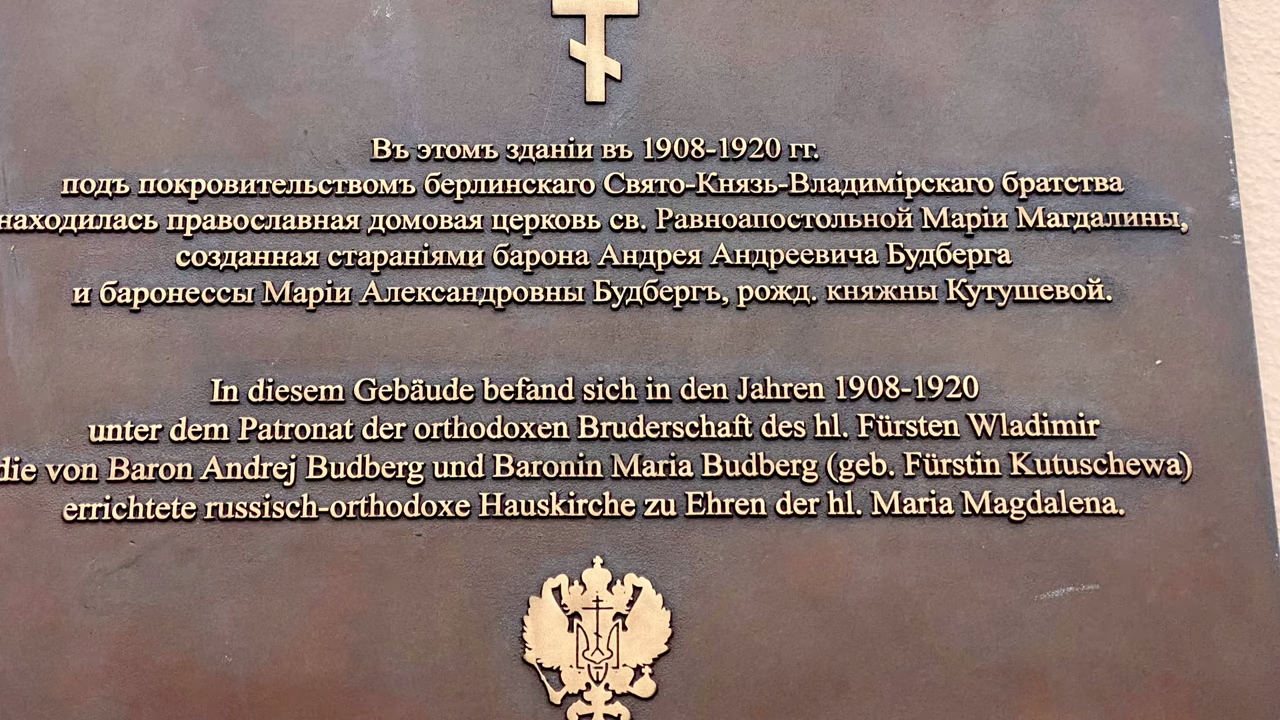 Въ этомъ зданіи въ 1908-1920 гг.
подъ покровительствомъ берлинскаго Свято-Князь-Владимірскаго братства
находилась православная домовая церковь св. Равноапостольной Маріи Магдалины,
созданная стараніями барона Андрея Андреевича Будберга
и баронессы Маріи Александровны Будбергъ, рожд. княжны Кутушевой.
In diesem Gebäude befand sich in den Jahren 1908-1920
unter dem Patronat der orthodoxen Bruderschaft des hl. Fürsten Wladimir
die von Baron Andrej Budberg und Baronin Maria Budberg (geb. Fürstin Kutuschewa)
errichtete russisch-orthodoxe Hauskirche zu Ehren der hl. Maria Magdalena.